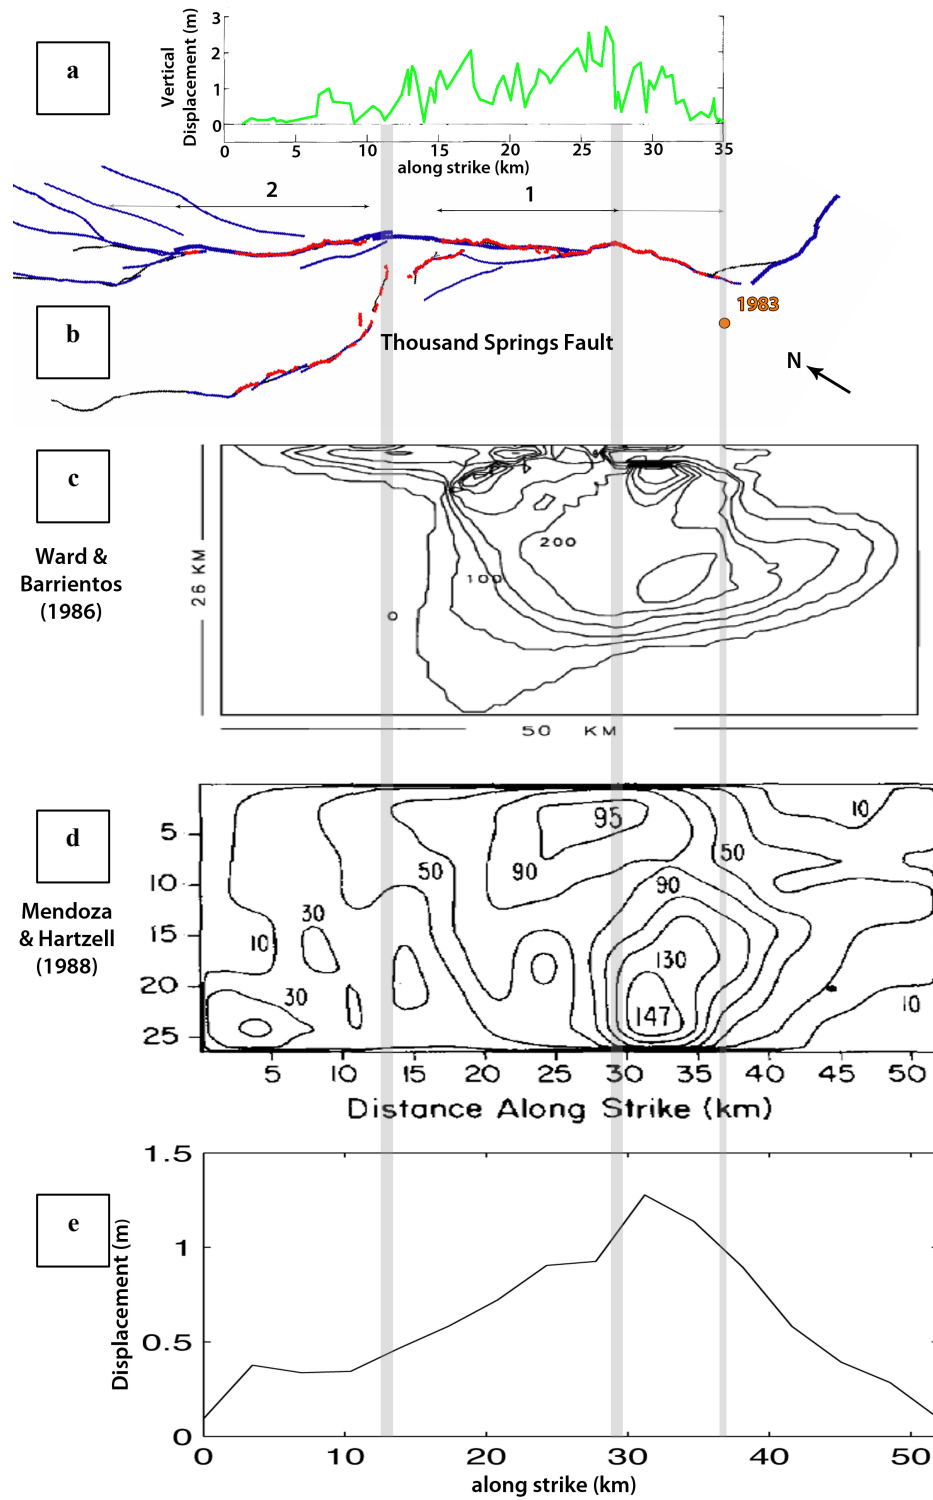 a
Vertical
Displacement (m)
3
2
1
0
0 5 10 15 20 25 30 35
along strike (km)
2
1
b
1983
Thousand Springs Fault
N
c
Ward &
Barrientos
(1986)
26 KM
200
100
50 KM
d
Mendoza
& Hartzell
(1988)
5
10
15
20
25
95
10
50
50
90
90
30
10
130
30
147
10
5 10 15 20 25 30 35 40 45 50
Distance Along Strike (km)
e
Displacement (m)
1.5
1
0.5
0
0 10 20 30 40 50
along strike (km)